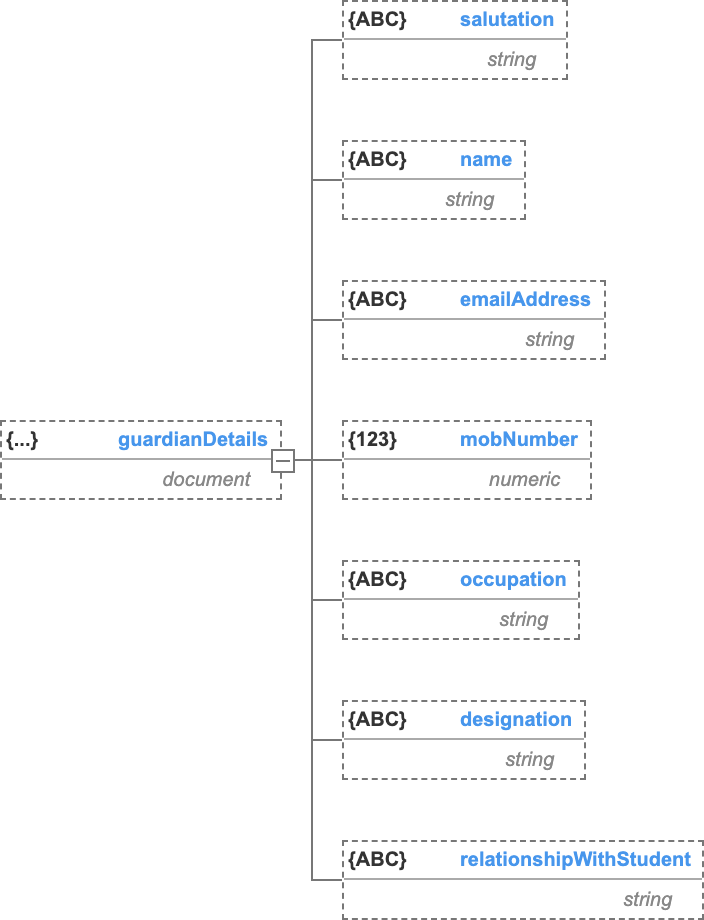 {ABC} salutation
string
{ABC} name
string
{ABC} emailAddress
string
{...} guardianDetails
document
{123} mobNumber
numeric
{ABC} occupation
string
{ABC} designation
string
{ABC} relationshipWithStudent
string